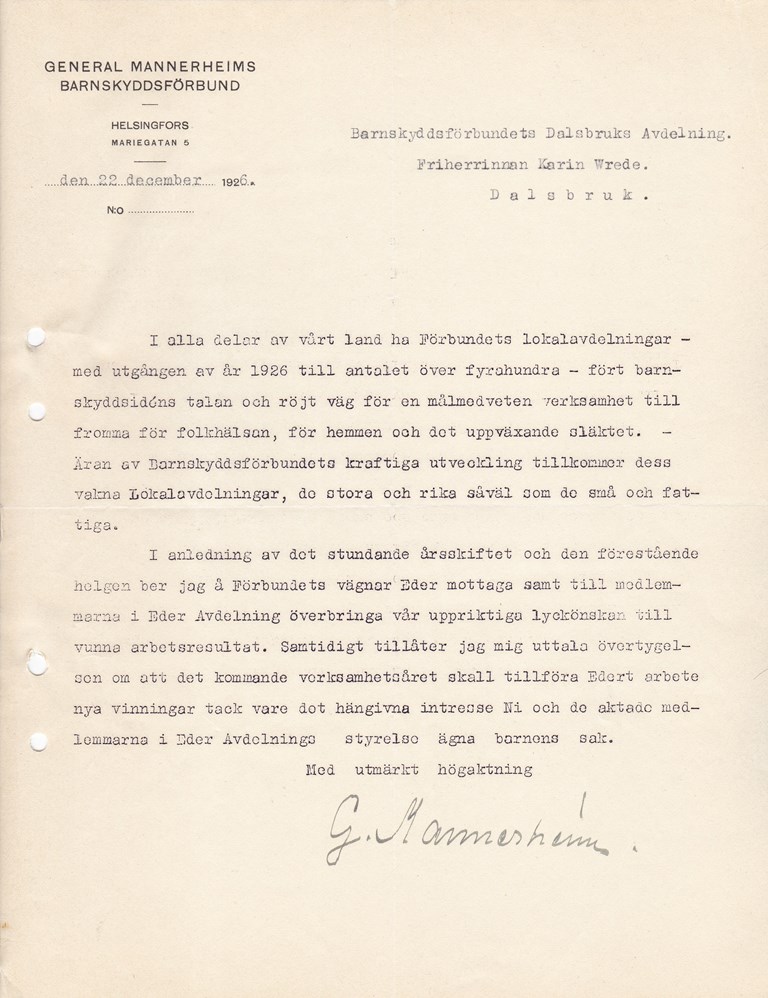 GENERAL MANNERHEIMS
BARNSKYDDSFÖRBUND
HELSINGFORS
MARIEGATAN 5
den 22 december 1926.
N:o
Barnskyddsförbundets Dalsbruks Avdelning.
Friherrinnan Karin Wrede.
Dalsbruk.
I alla delar av vårt land ha Förbundets lokalavdelningar -
med utgången av år 1926 till antalet över fyrahundra - fört barn-
skyddsidéns talan och röjt väg för en målmedveten verksamhet till
fromma för folkhälsan, för hemmen och det uppväxande släktet. -
Äran av Barnskyddsförbundets kraftiga utveckling tillkommer dess
vakna Lokalavdelningar, de stora och rika såväl som de små och fat-
tiga.
I anledning av det stundande årsskiftet och den förestående
helgen ber jag å Förbundets vägnar Eder mottaga samt till medlem-
marna i Eder Avdelning överbringa vår uppriktiga lyckönskan till
vunna arbetsresultat. Samtidigt tillåter jag mig uttala övertygel-
sen om att det kommande verksamhetsåret skall tillföra Edert arbete
nya vinningar tack vare det hängivna intresse Ni och de aktade med-
lemmarna i Eder Avdelnings styrelse ägna barnens sak.
Med utmärkt högaktning
G. Mannerheim.